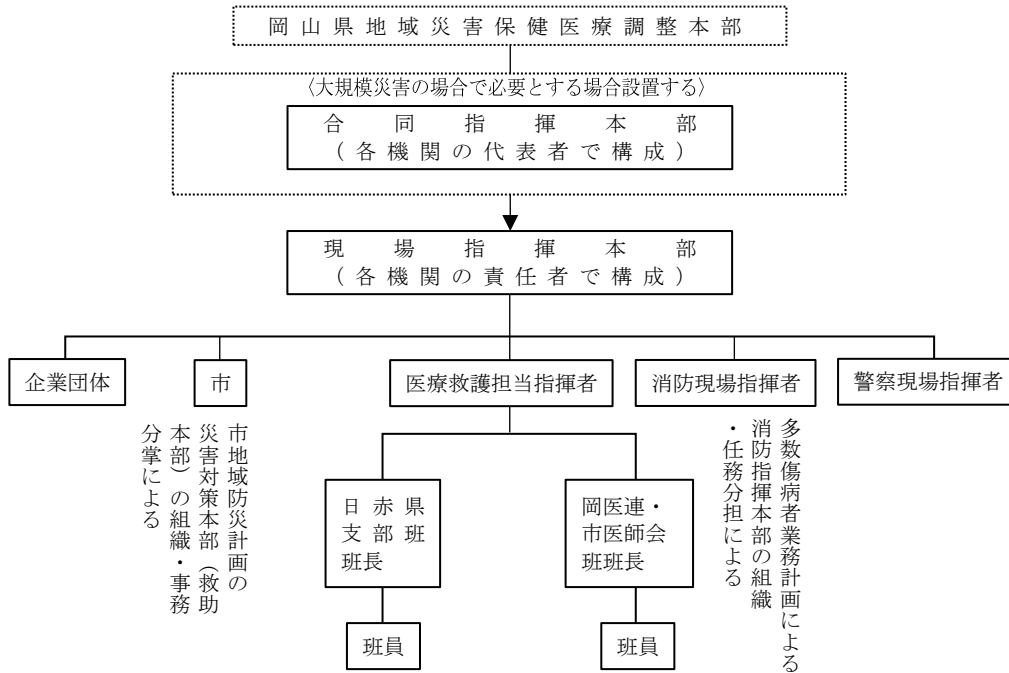 岡山県地域災害保健医療調整本部
〈大規模災害の場合で必要とする場合設置する〉
合同指揮本部
(各機関の代表者で構成)
現場指揮本部
(各機関の責任者で構成)
企業団体
市
医療救護担当指揮者
消防現場指揮者
警察現場指揮者
市地域防災計画の
災害対策本部(救助
本部)の組織・事務
分掌による
多数傷病者業務計画による
消防指揮本部の組織
・任務分担による
日赤県
支部班
班長
岡医連・
市医師会
班班長
班員
班員